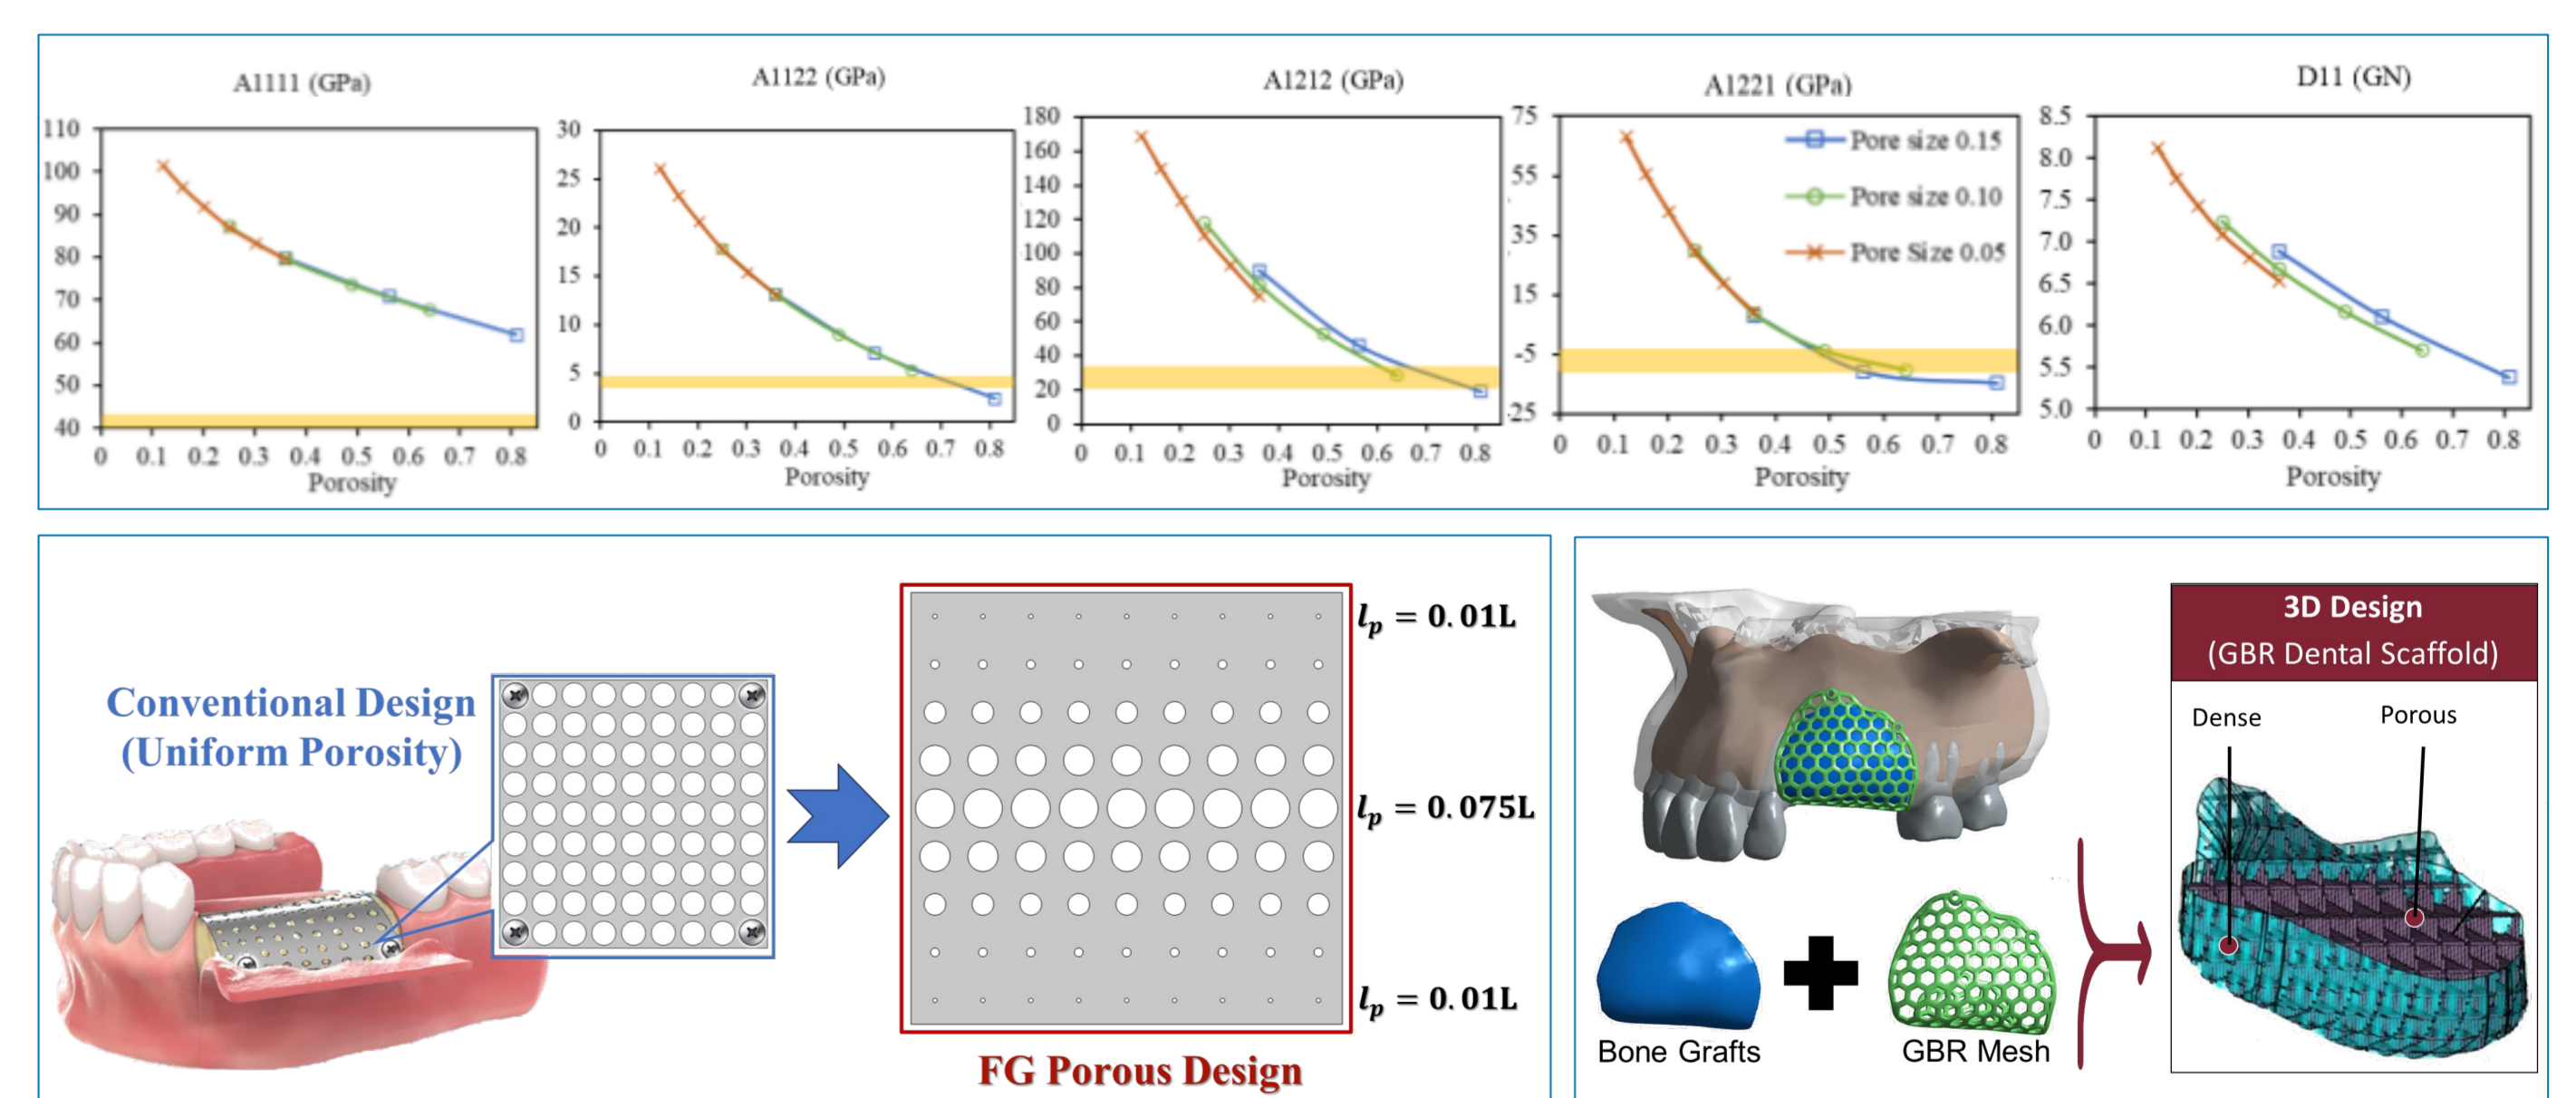 A1111 (GPa)
110
100
90
80
70
60
50
40
0 0.1 0.2 0.3 0.4 0.5 0.6 0.7 0.8
Porosity
A1122 (GPa)
30
25
20
15
10
5
0
0 0.1 0.2 0.3 0.4 0.5 0.6 0.7 0.8
Porosity
A1212 (GPa)
180
160
140
120
100
80
60
40
20
0
0 0.1 0.2 0.3 0.4 0.5 0.6 0.7 0.8
Porosity
A1221 (GPa)
75
55
35
15
-5
-25
0 0.1 0.2 0.3 0.4 0.5 0.6 0.7 0.8
Porosity
Pore size 0.15
Pore size 0.10
Pore Size 0.05
D11 (GN)
8.5
8.0
7.5
7.0
6.5
6.0
5.5
5.0
0 0.1 0.2 0.3 0.4 0.5 0.6 0.7 0.8
Porosity
Conventional Design
(Uniform Porosity)
lₚ = 0.01L
lₚ = 0.075L
lₚ = 0.01L
FG Porous Design
Bone Grafts
GBR Mesh
3D Design
(GBR Dental Scaffold)
Dense
Porous